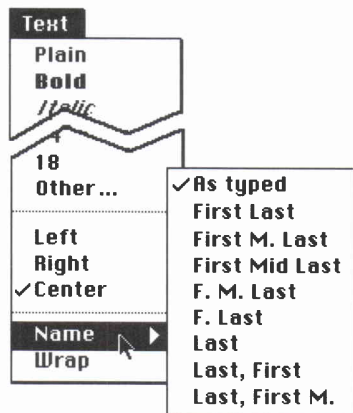 Text
Plain
Bold
Italic
18
Other...
Left
Right
✓Center
Name
Wrap
✓As typed
First Last
First M. Last
First Mid Last
F. M. Last
F. Last
Last
Last, First
Last, First M.